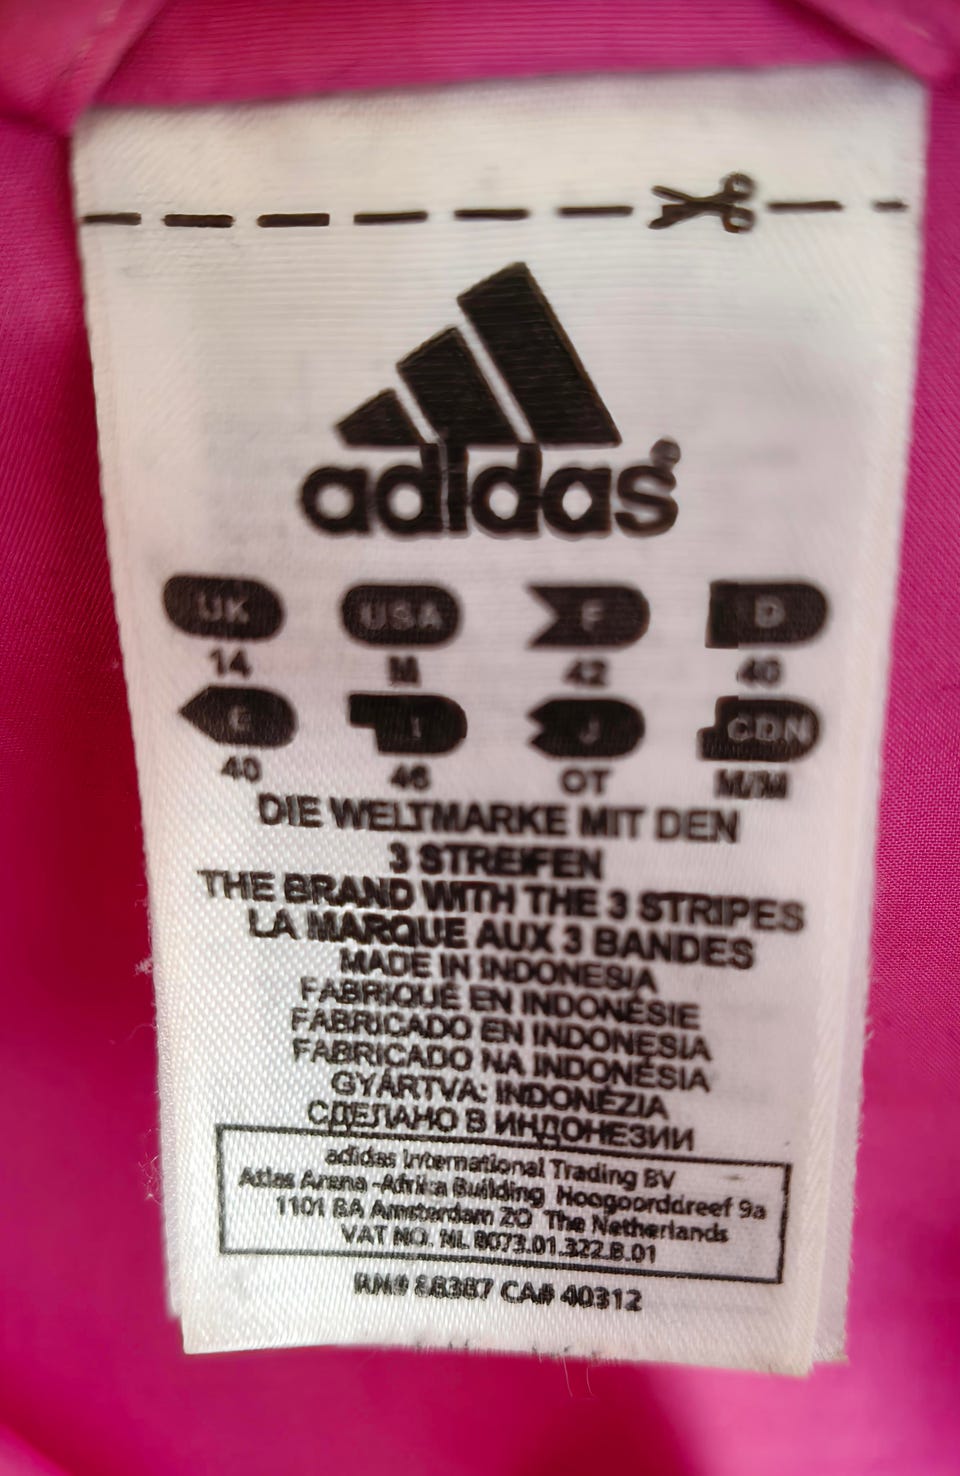 adidas®
UK USA F D
14 M 42 40
E I J CDN
40 46 OT M/M
DIE WELTMARKE MIT DEN
3 STREIFEN
THE BRAND WITH THE 3 STRIPES
LA MARQUE AUX 3 BANDES
MADE IN INDONESIA
FABRIQUÉ EN INDONÉSIE
FABRICADO EN INDONESIA
FABRICADO NA INDONÉSIA
GYÁRTVA: INDONÉZIA
СДЕЛАНО В ИНДОНЕЗИИ
adidas International Trading BV
Atlas Arena -Africa Building Hoogoorddreef 9a
1101 BA Amsterdam ZO The Netherlands
VAT NO. NL 8073.01.322.B.01
RN# 88387 CA# 40312